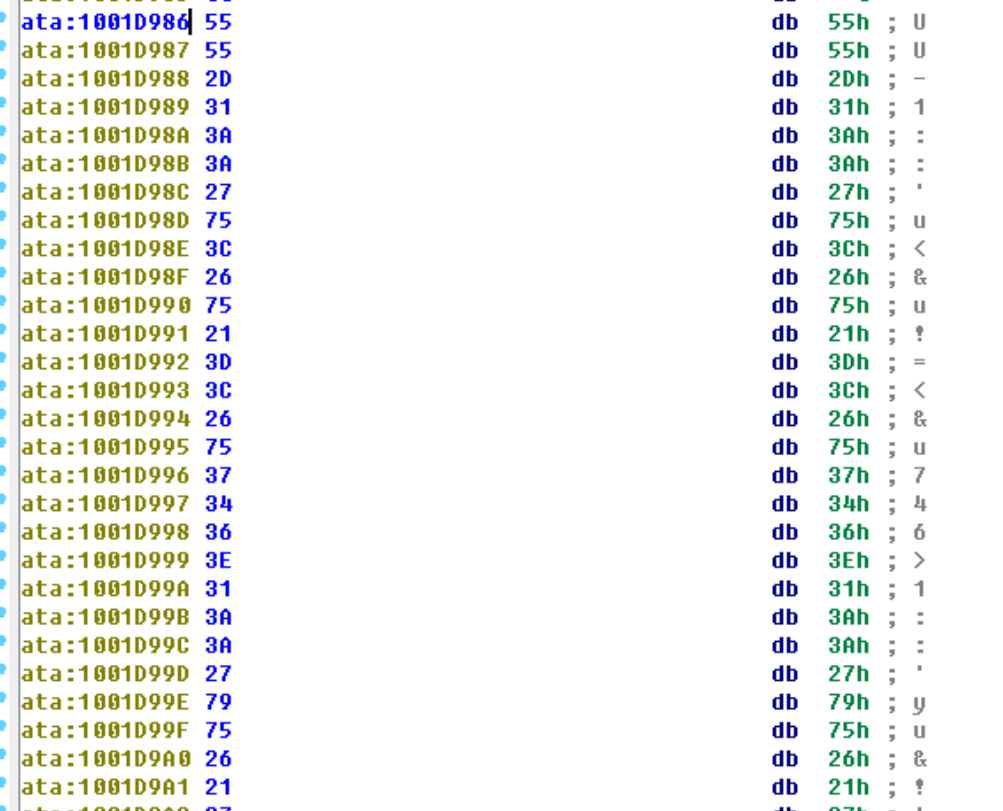 ata:1001D986 55 db 55h ; U
ata:1001D987 55 db 55h ; U
ata:1001D988 2D db 2Dh ; -
ata:1001D989 31 db 31h ; 1
ata:1001D98A 3A db 3Ah ; :
ata:1001D98B 3A db 3Ah ; :
ata:1001D98C 27 db 27h ; '
ata:1001D98D 75 db 75h ; u
ata:1001D98E 3C db 3Ch ; <
ata:1001D98F 26 db 26h ; &
ata:1001D990 75 db 75h ; u
ata:1001D991 21 db 21h ; !
ata:1001D992 3D db 3Dh ; =
ata:1001D993 3C db 3Ch ; <
ata:1001D994 26 db 26h ; &
ata:1001D995 75 db 75h ; u
ata:1001D996 37 db 37h ; 7
ata:1001D997 34 db 34h ; 4
ata:1001D998 36 db 36h ; 6
ata:1001D999 3E db 3Eh ; >
ata:1001D99A 31 db 31h ; 1
ata:1001D99B 3A db 3Ah ; :
ata:1001D99C 3A db 3Ah ; :
ata:1001D99D 27 db 27h ; '
ata:1001D99E 79 db 79h ; y
ata:1001D99F 75 db 75h ; u
ata:1001D9A0 26 db 26h ; &
ata:1001D9A1 21 db 21h ; !